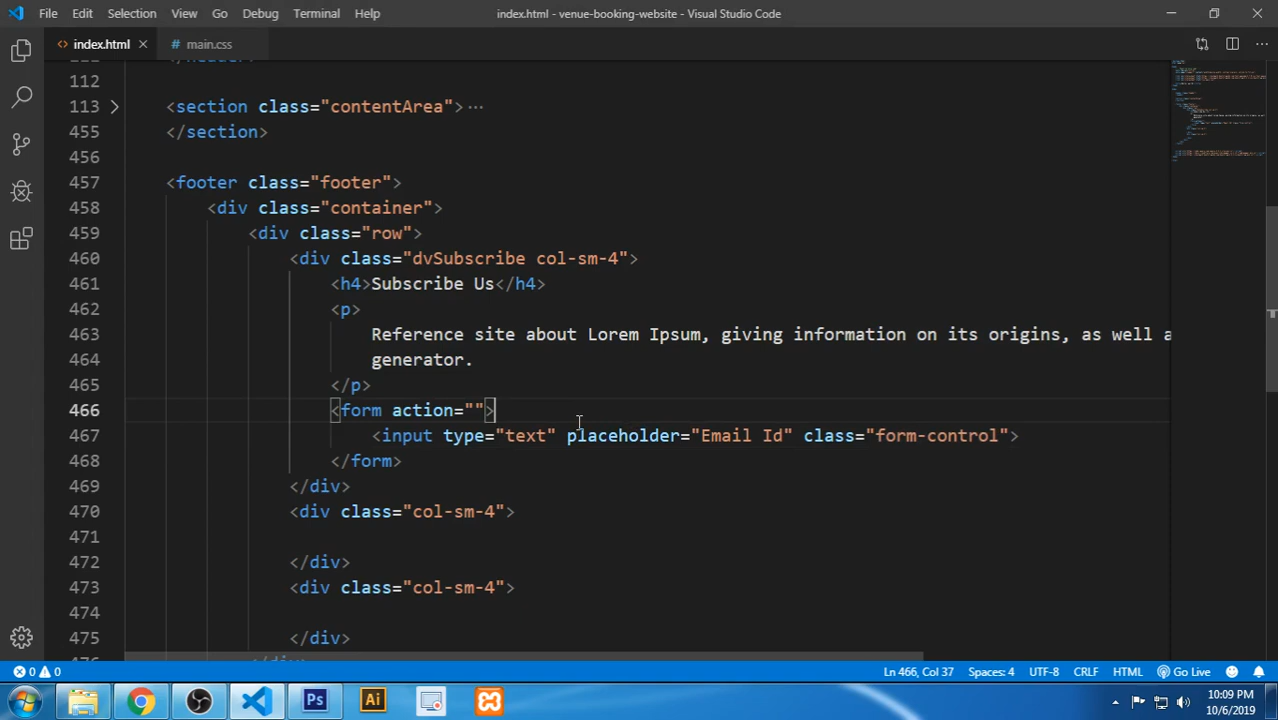 File Edit Selection View Go Debug Terminal Help index.html - venue-booking-website - Visual Studio Code
index.html main.css
112
113 <section class="contentArea">
455 </section>
456
457 <footer class="footer">
458 <div class="container">
459 <div class="row">
460 <div class="dvSubscribe col-sm-4">
461 <h4>Subscribe Us</h4>
462 <p>
463 Reference site about Lorem Ipsum, giving information on its origins, as well a
464 generator.
465 </p>
466 <form action="">
467 <input type="text" placeholder="Email Id" class="form-control">
468 </form>
469 </div>
470 <div class="col-sm-4">
471
472 </div>
473 <div class="col-sm-4">
474
475 </div>
0 0 Ln 466, Col 37 Spaces: 4 UTF-8 CRLF HTML Go Live
Ps Ai
10:09 PM
10/6/2019